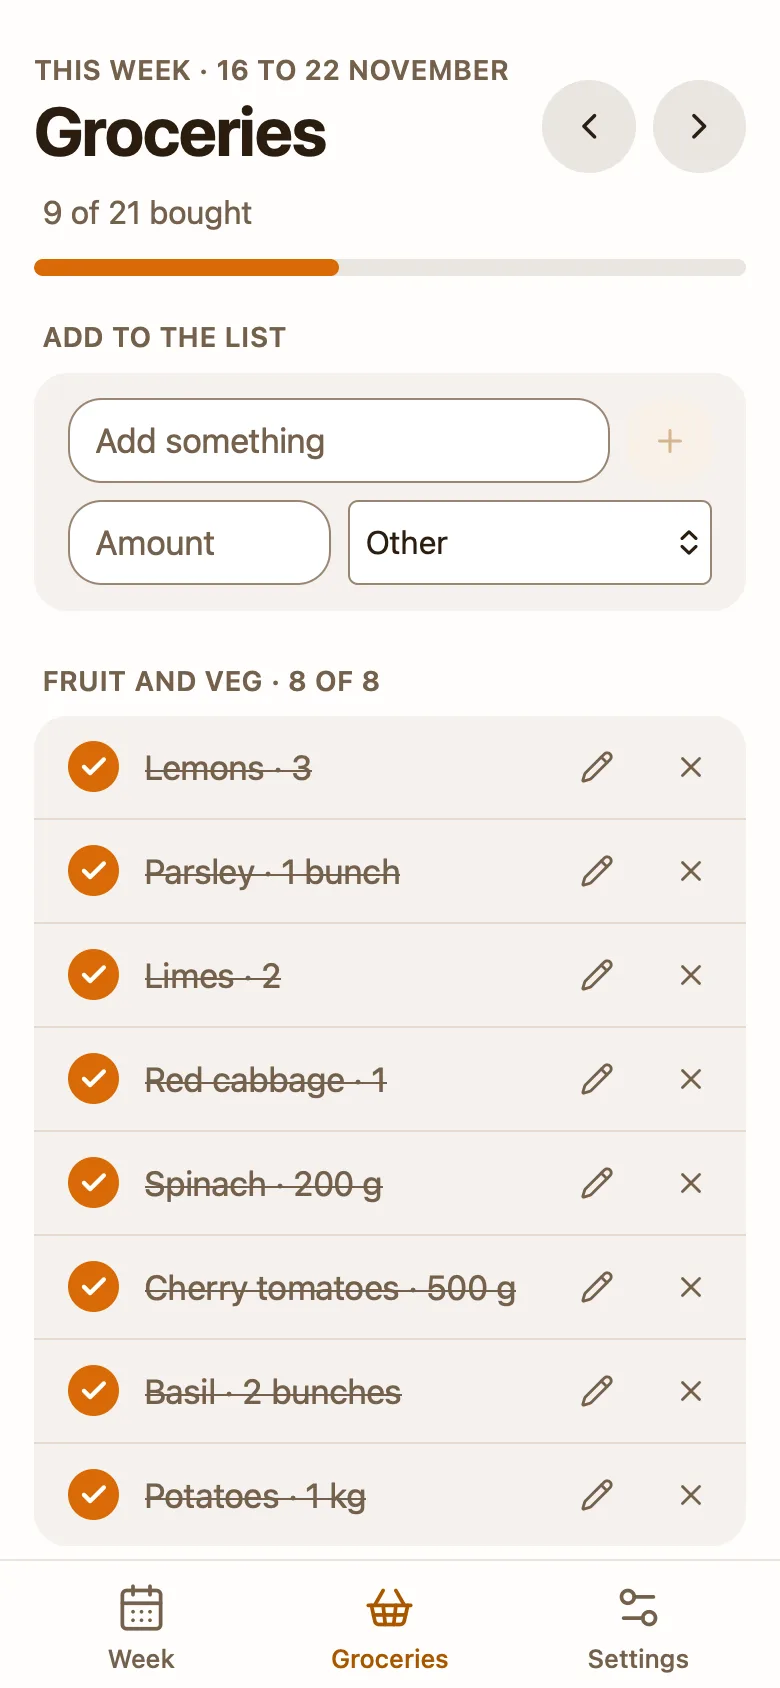 THIS WEEK · 16 TO 22 NOVEMBER
Groceries
9 of 21 bought
ADD TO THE LIST
Add something
Amount
Other
FRUIT AND VEG · 8 OF 8
Lemons · 3
Parsley · 1 bunch
Limes · 2
Red cabbage · 1
Spinach · 200 g
Cherry tomatoes · 500 g
Basil · 2 bunches
Potatoes · 1 kg
Week
Groceries
Settings